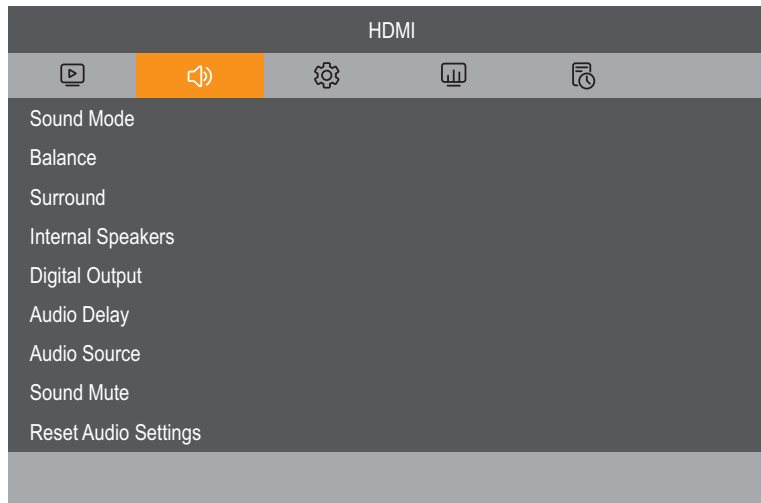 HDMI
Sound Mode
Balance
Surround
Internal Speakers
Digital Output
Audio Delay
Audio Source
Sound Mute
Reset Audio Settings